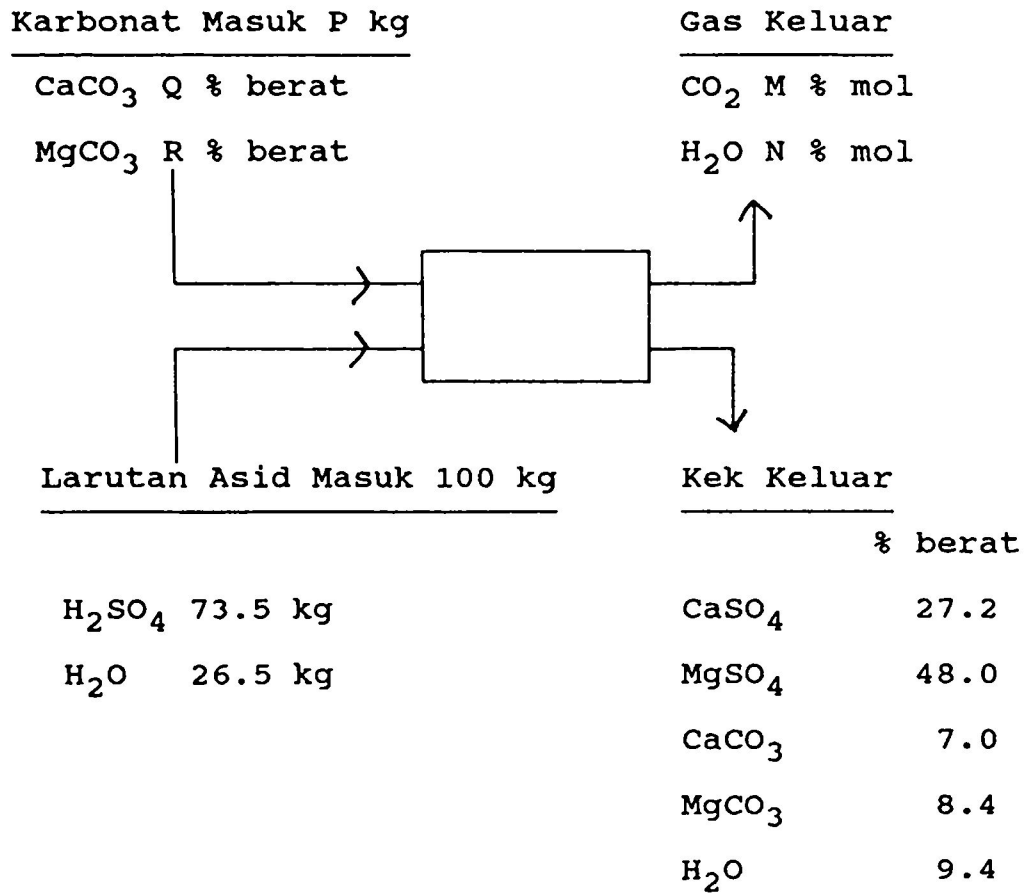 Karbonat Masuk P kg
CaCO₃ Q % berat
MgCO₃ R % berat
Gas Keluar
CO₂ M % mol
H₂O N % mol
Larutan Asid Masuk 100 kg
H₂SO₄ 73.5 kg
H₂O 26.5 kg
Kek Keluar
% berat
CaSO₄ 27.2
MgSO₄ 48.0
CaCO₃ 7.0
MgCO₃ 8.4
H₂O 9.4